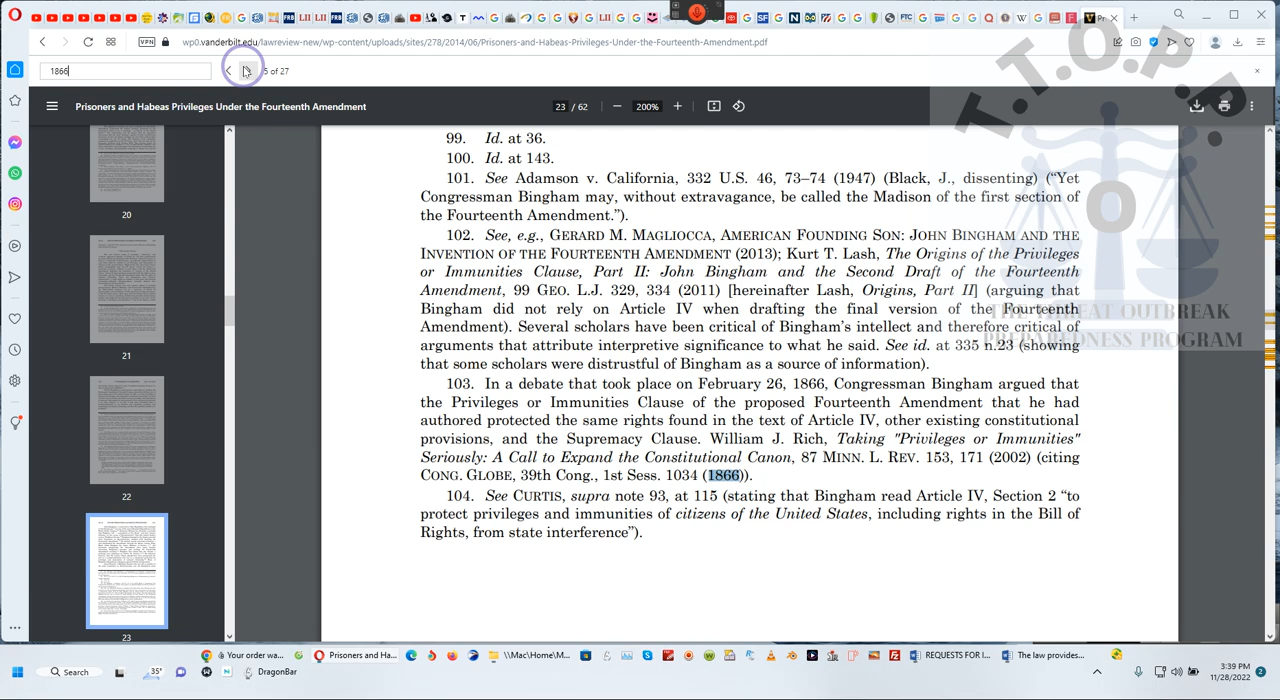 VPN
wp0.vanderbilt.edu/lawreview-new/wp-content/uploads/sites/278/2014/06/Prisoners-and-Habeas-Privileges-Under-the-Fourteenth-Amendment.pdf
1866
of 27
Prisoners and Habeas Privileges Under the Fourteenth Amendment
23 / 62
200%
20
21
22
23
99. Id. at 36.
100. Id. at 143.
101. See Adamson v. California, 332 U.S. 46, 73–74 (1947) (Black, J., dissenting) (“Yet
Congressman Bingham may, without extravagance, be called the Madison of the first section of
the Fourteenth Amendment.”).
102. See, e.g., GERARD M. MAGLIOCCA, AMERICAN FOUNDING SON: JOHN BINGHAM AND THE
INVENTION OF THE FOURTEENTH AMENDMENT (2013); Kurt T. Lash, The Origins of the Privileges
or Immunities Clause, Part II: John Bingham and the Second Draft of the Fourteenth
Amendment, 99 GEO. L.J. 329, 334 (2011) [hereinafter Lash, Origins, Part II] (arguing that
Bingham did not rely on Article IV when drafting the final version of the Fourteenth
Amendment). Several scholars have been critical of Bingham’s intellect and therefore critical of
arguments that attribute interpretive significance to what he said. See id. at 335 n.23 (showing
that some scholars were distrustful of Bingham as a source of information).
103. In a debate that took place on February 26, 1866, Congressman Bingham argued that
the Privileges or Immunities Clause of the proposed Fourteenth Amendment that he had
authored protected the same rights found in the text of Article IV, other existing constitutional
provisions, and the Supremacy Clause. William J. Rich, Taking "Privileges or Immunities"
Seriously: A Call to Expand the Constitutional Canon, 87 MINN. L. REV. 153, 171 (2002) (citing
CONG. GLOBE, 39th Cong., 1st Sess. 1034 (1866)).
104. See CURTIS, supra note 93, at 115 (stating that Bingham read Article IV, Section 2 “to
protect privileges and immunities of citizens of the United States, including rights in the Bill of
Rights, from state interference”).
T.T.O.P.P.
THE THREAT OUTBREAK
PREPAREDNESS PROGRAM
Your order wa...
Prisoners and Ha...
\\Mac\Home\M...
REQUESTS FOR I...
The law provides...
Search
35°
DragonBar
3:39 PM
11/28/2022
2